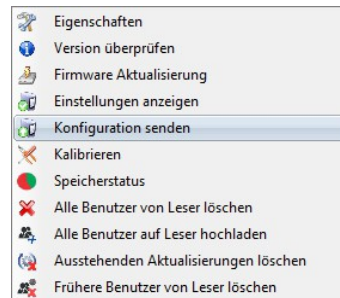 Eigenschaften
Version überprüfen
Firmware Aktualisierung
Einstellungen anzeigen
Konfiguration senden
Kalibrieren
Speicherstatus
Alle Benutzer von Leser löschen
Alle Benutzer auf Leser hochladen
Ausstehenden Aktualisierungen löschen
Frühere Benutzer von Leser löschen